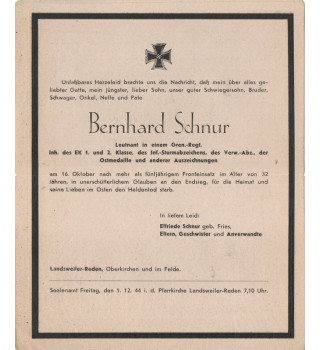 Unfaßbares Herzeleid brachte uns die Nachricht, daß mein über alles ge-
liebter Gatte, mein jüngster, lieber Sohn, unser guter Schwiegersohn, Bruder,
Schwager, Onkel, Neffe und Pate
Bernhard Schnur
Leutnant in einem Gren.-Regt.
Inh. des EK 1. und 2. Klasse, des Inf.-Sturmabzeichens, des Verw.-Abz., der
Ostmedaille und anderer Auszeichnungen
am 16. Oktober nach mehr als fünfjährigem Fronteinsatz im Alter von 32
Jahren, in unerschütterlichem Glauben an den Endsieg, für die Heimat und
seine Lieben im Osten den Heldentod starb.
In tiefem Leid:
Elfriede Schnur geb. Fries,
Eltern, Geschwister und Anverwandte
Landsweiler-Reden, Oberkirchen und im Felde.
Seelenamt Freitag, den 1. 12. 44 i. d. Pfarrkirche Landsweiler-Reden 7,10 Uhr.